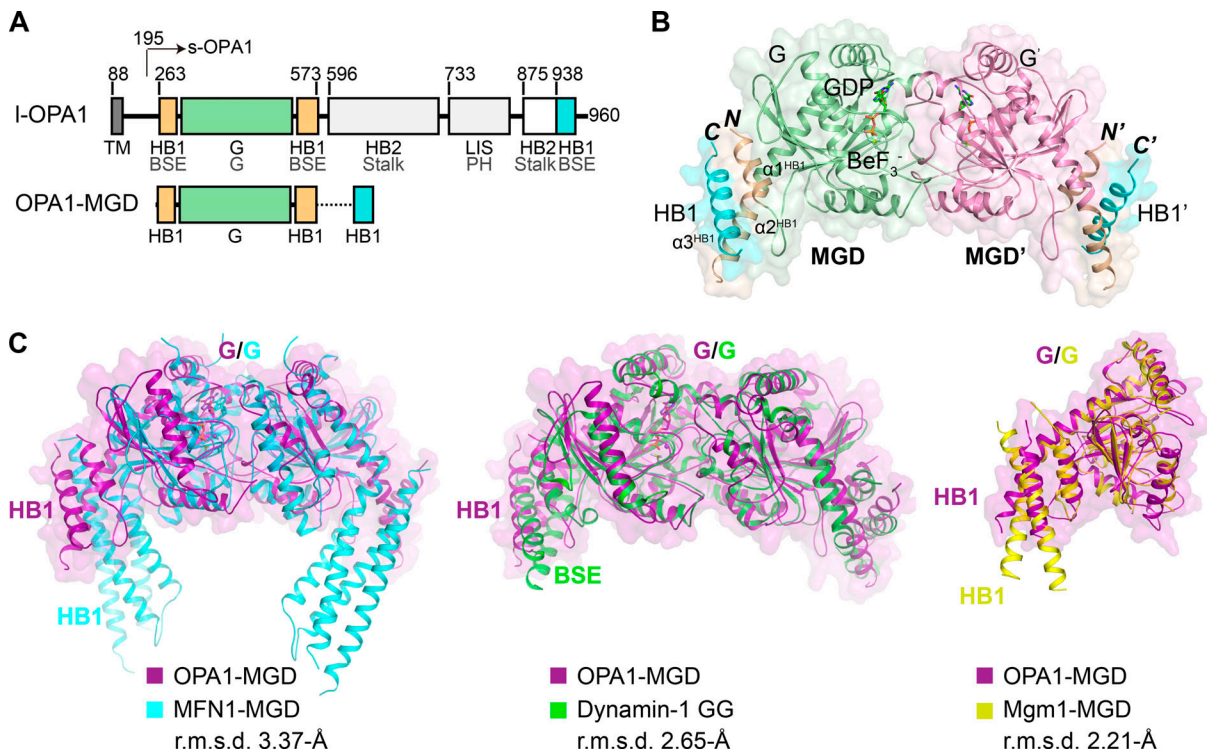 A
195
s-OPA1
88 263 573 596 733 875 938
l-OPA1
960
TM HB1 G HB1 HB2 LIS HB2 HB1
BSE G BSE Stalk PH Stalk BSE
OPA1-MGD
HB1 G HB1 HB1
B
G G'
GDP
C N N' C'
α1HB1 BeF3-
HB1 α2HB1 HB1'
α3HB1
MGD MGD'
C
G/G G/G G/G
HB1 HB1 HB1
BSE
HB1 HB1
OPA1-MGD OPA1-MGD OPA1-MGD
MFN1-MGD Dynamin-1 GG Mgm1-MGD
r.m.s.d. 3.37-Å r.m.s.d. 2.65-Å r.m.s.d. 2.21-Å